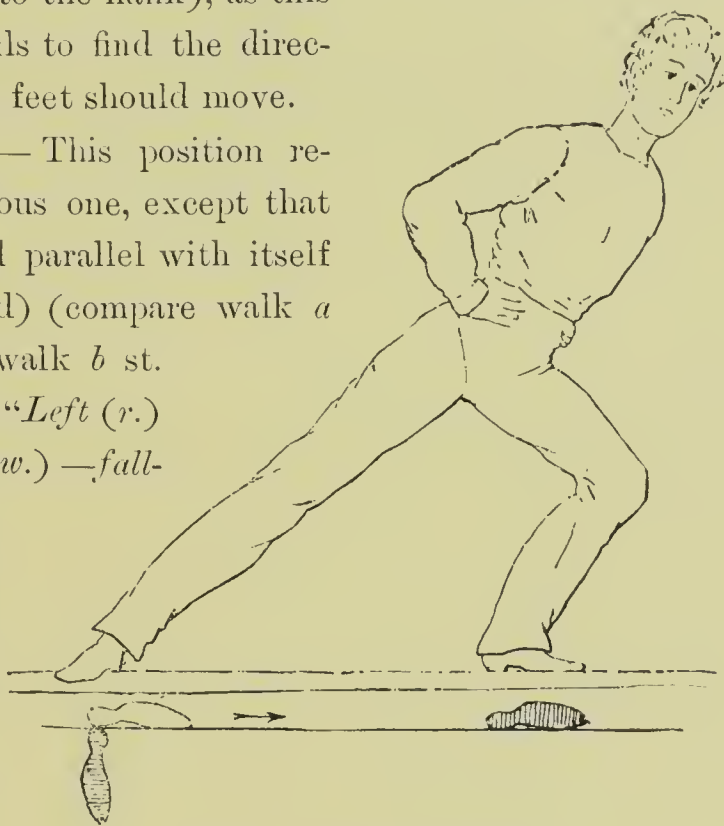 to the flank), as this
ls to find the direc-
feet should move.
— This position re-
ous one, except that
l parallel with itself
d) (compare walk a
walk b st.
"Left (r.)
w.) —fall-